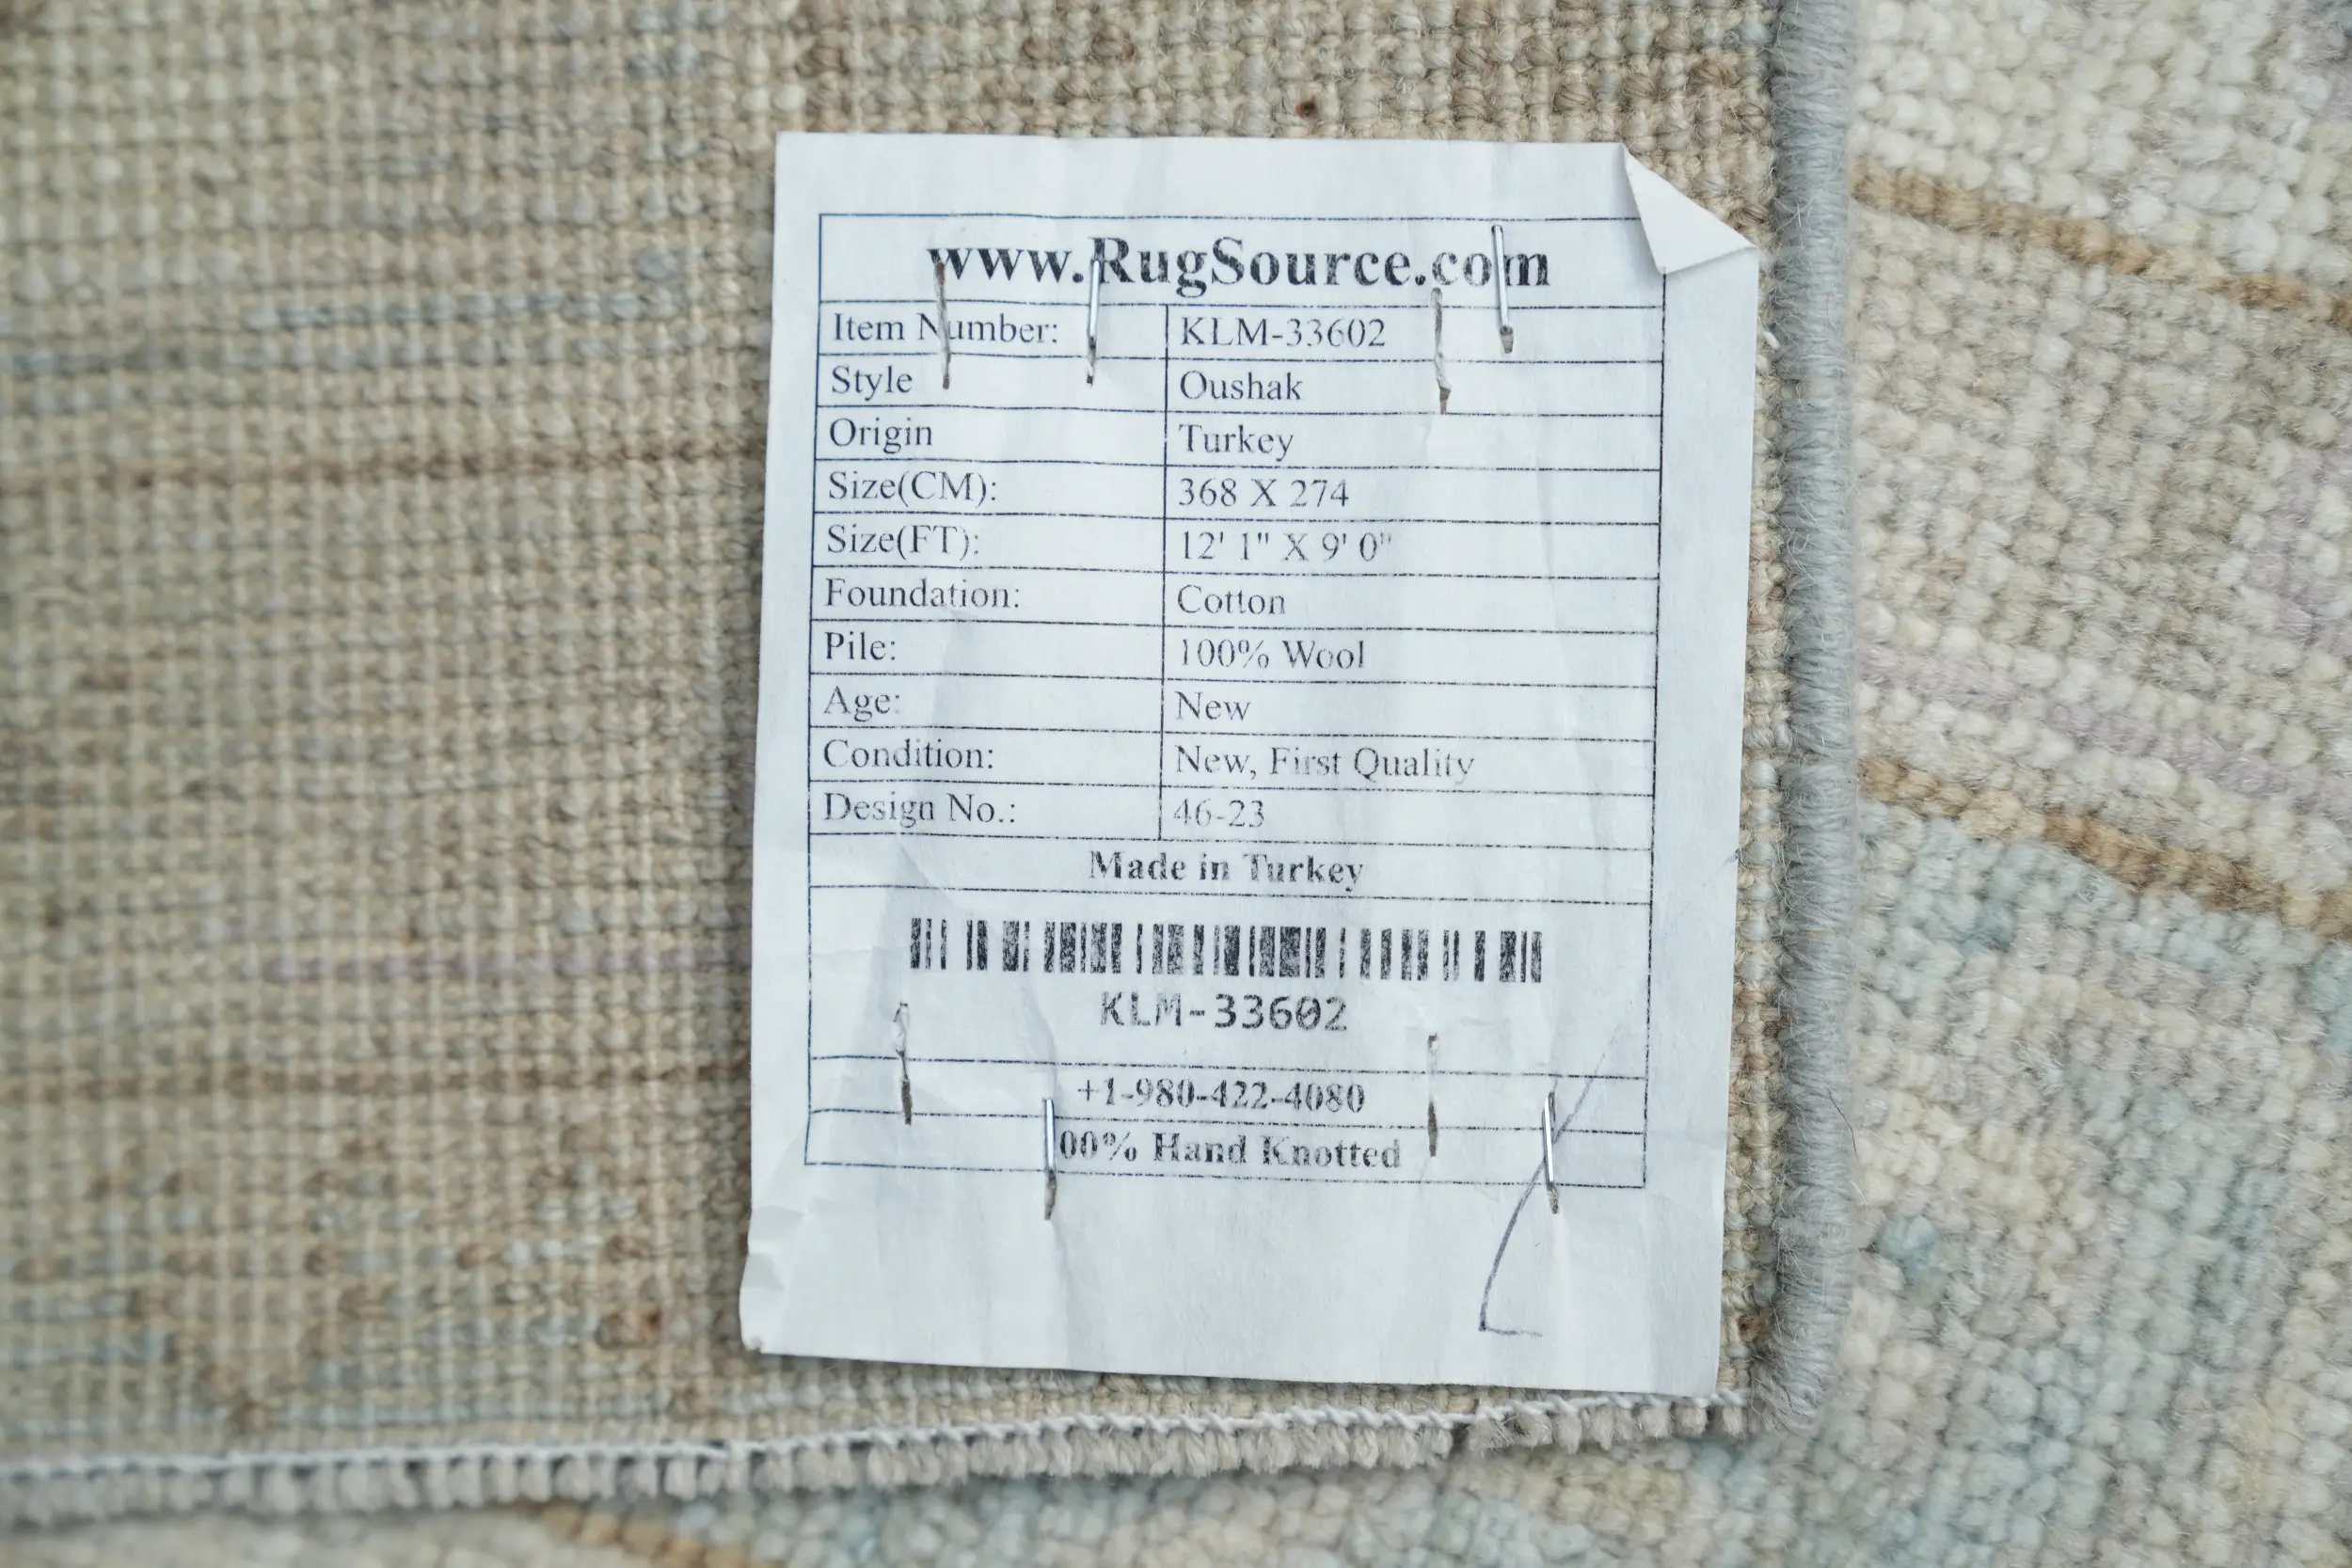 www.RugSource.com
Item Number: KLM-33602
Style Oushak
Origin Turkey
Size(CM): 368 X 274
Size(FT): 12' 1" X 9' 0"
Foundation: Cotton
Pile: 100% Wool
Age: New
Condition: New, First Quality
Design No.: 46-23
Made in Turkey
KLM-33602
+1-980-422-4080
00% Hand Knotted